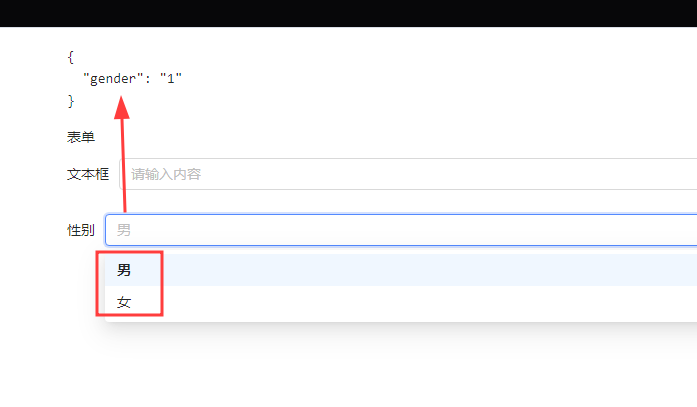 {
"gender": "1"
}
表单
文本框 请输入内容
性别 男
男
女